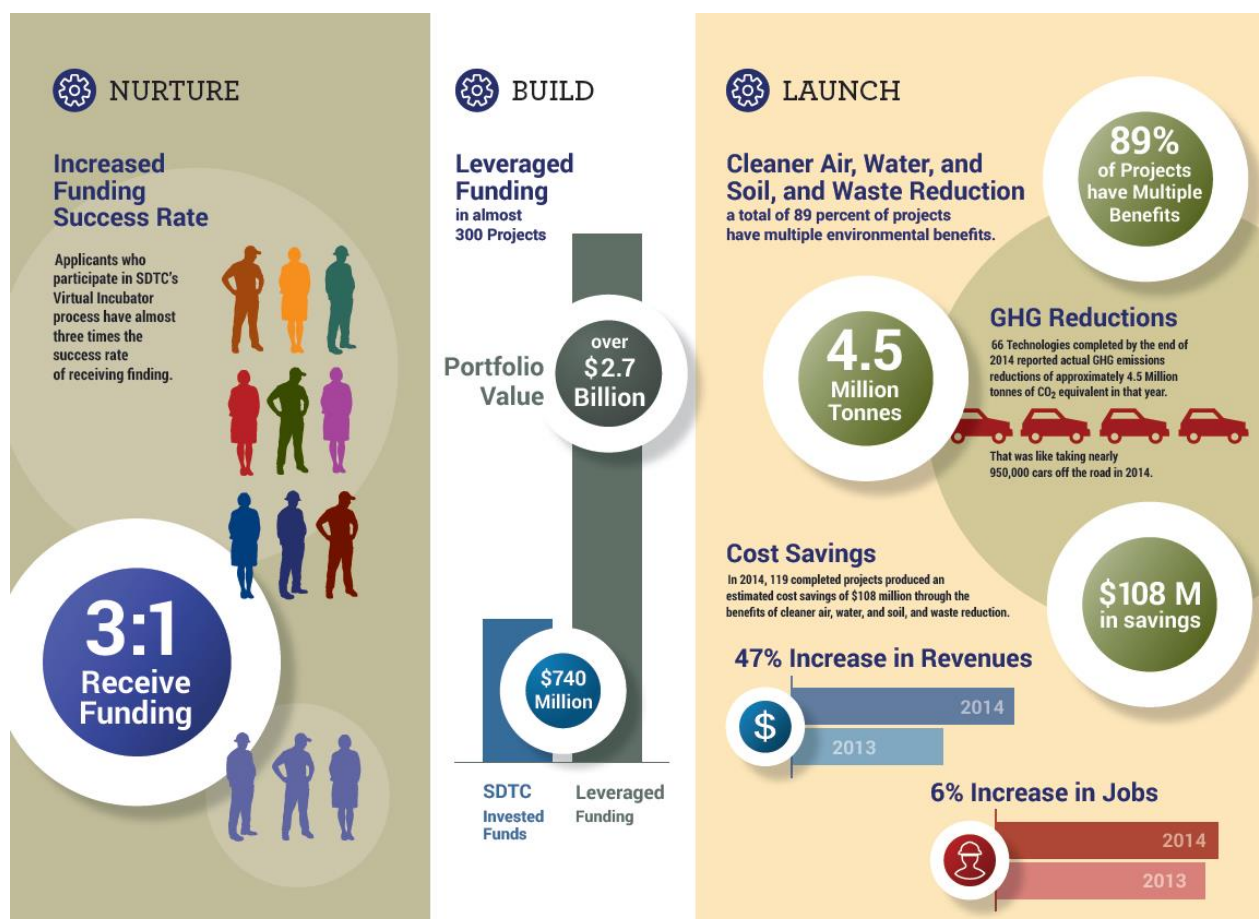 NURTURE
Increased
Funding
Success Rate
Applicants who
participate in SDTC's
Virtual Incubator
process have almost
three times the
success rate
of receiving finding.
3:1
Receive
Funding
BUILD
Leveraged
Funding
in almost
300 Projects
Portfolio
Value
over
$2.7
Billion
$740
Million
SDTC
Invested
Funds
Leveraged
Funding
LAUNCH
Cleaner Air, Water, and
Soil, and Waste Reduction
a total of 89 percent of projects
have multiple environmental benefits.
89%
of Projects
have Multiple
Benefits
4.5
Million
Tonnes
GHG Reductions
66 Technologies completed by the end of
2014 reported actual GHG emissions
reductions of approximately 4.5 Million
tonnes of CO₂ equivalent in that year.
That was like taking nearly
950,000 cars off the road in 2014.
Cost Savings
In 2014, 119 completed projects produced an
estimated cost savings of $108 million through the
benefits of cleaner air, water, and soil, and waste reduction.
$108 M
in savings
47% Increase in Revenues
$
2014
2013
6% Increase in Jobs
2014
2013